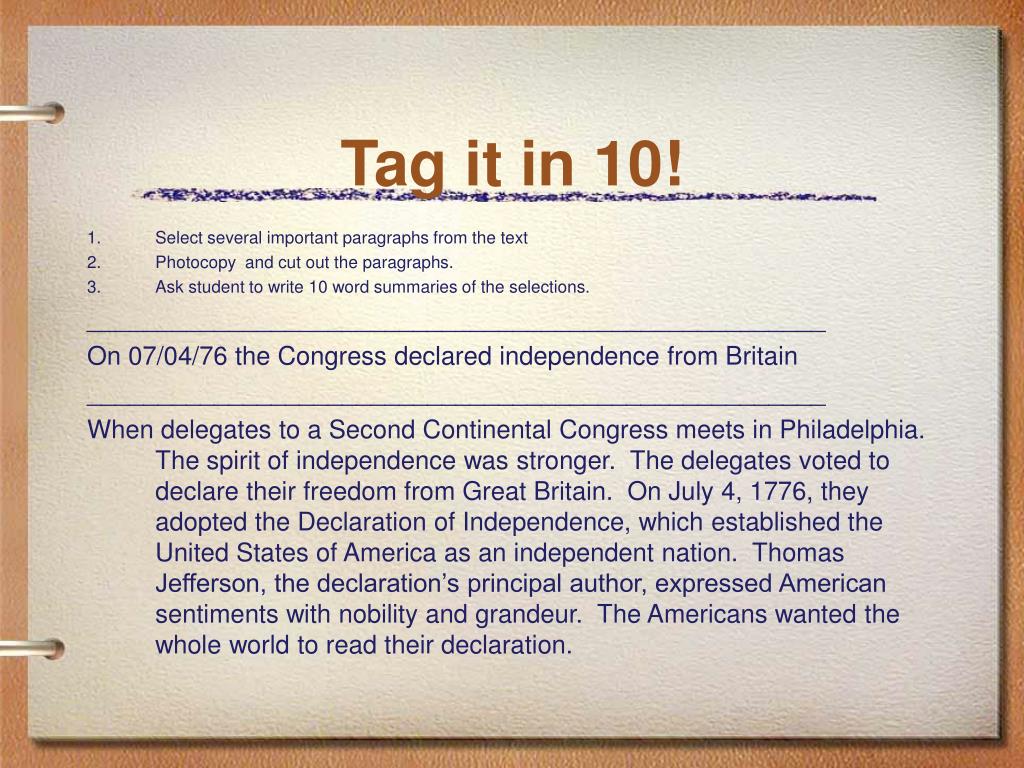 Tag it in 10!
1. Select several important paragraphs from the text
2. Photocopy  and cut out the paragraphs.
3. Ask student to write 10 word summaries of the selections.
_____________________________________________________
On 07/04/76 the Congress declared independence from Britain
_____________________________________________________
When delegates to a Second Continental Congress meets in Philadelphia.
The spirit of independence was stronger.  The delegates voted to
declare their freedom from Great Britain.  On July 4, 1776, they
adopted the Declaration of Independence, which established the
United States of America as an independent nation.  Thomas
Jefferson, the declaration’s principal author, expressed American
sentiments with nobility and grandeur.  The Americans wanted the
whole world to read their declaration.